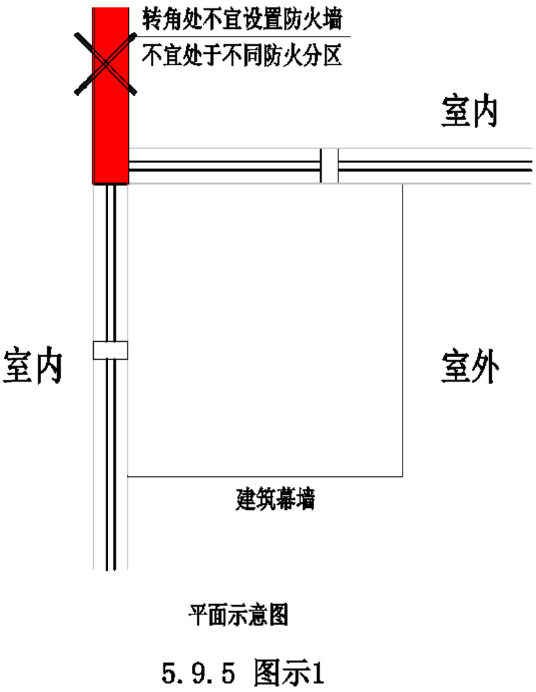 转角处不宜设置防火墙
不宜处于不同防火分区
室内
室内
室外
建筑幕墙
平面示意图
5.9.5 图示1